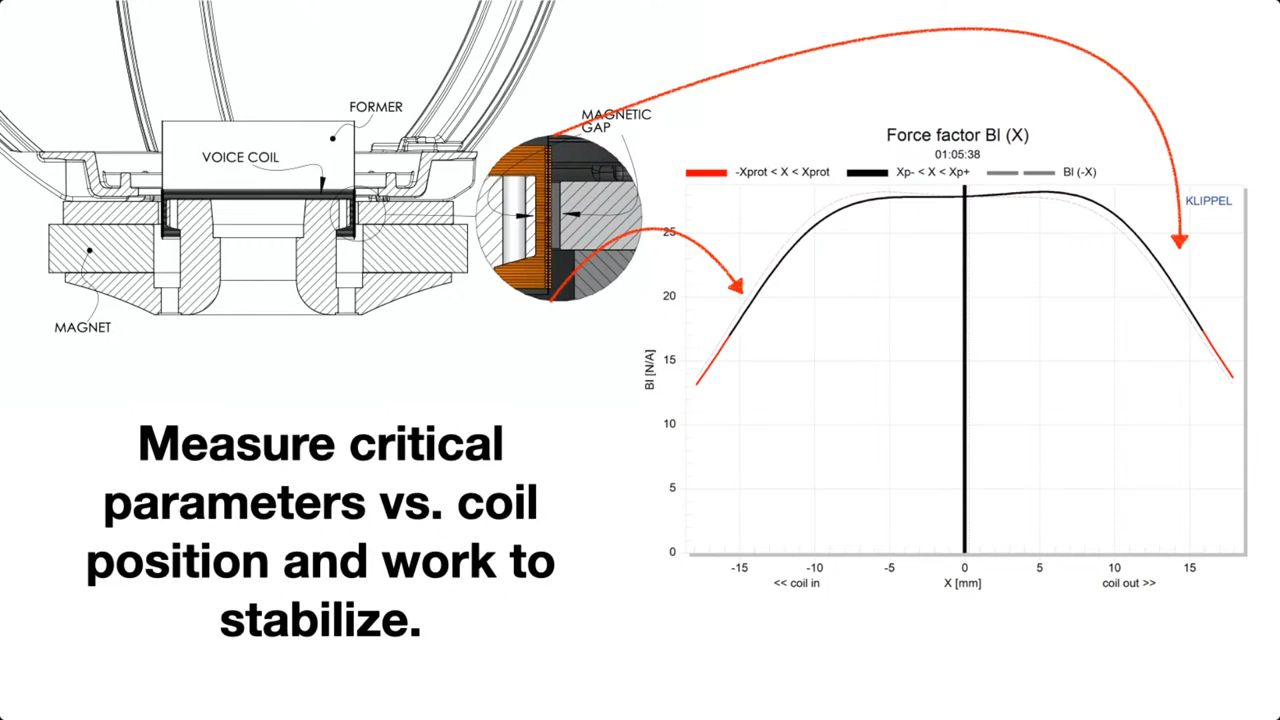 FORMER
VOICE COIL
MAGNET
MAGNETIC
GAP
Measure critical
parameters vs. coil
position and work to
stabilize.
Force factor Bl (X)
01:05:38
-Xprot < X < Xprot
Xp- < X < Xp+
Bl (-X)
KLIPPEL
Bl [N/A]
25
20
15
10
5
0
-15 -10 -5 0 5 10 15
<< coil in X [mm] coil out >>